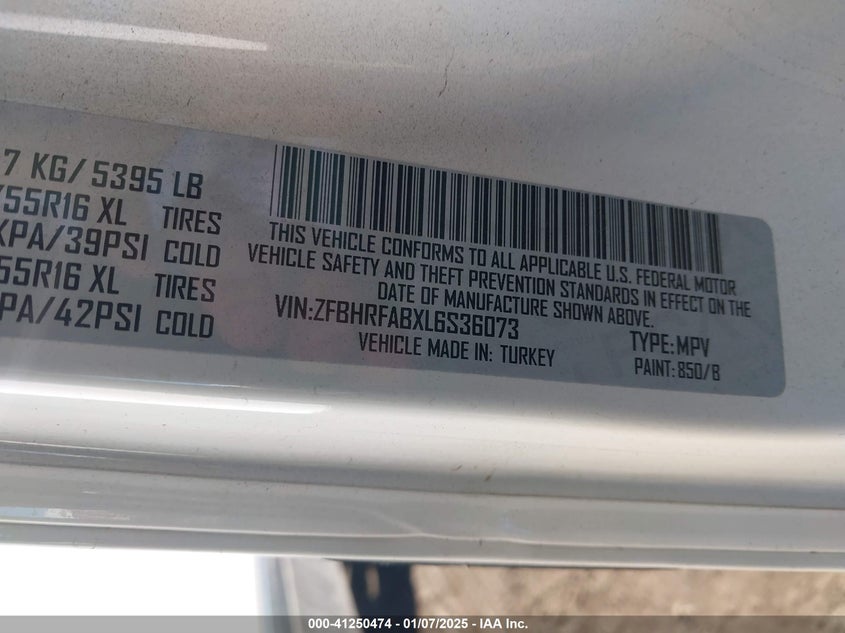 7 KG/ 5395 LB
/55R16 XL TIRES
KPA/39PSI COLD
55R16 XL TIRES
PA/42PSI COLD
THIS VEHICLE CONFORMS TO ALL APPLICABLE U.S. FEDERAL MOTOR
VEHICLE SAFETY AND THEFT PREVENTION STANDARDS IN EFFECT ON THE
DATE OF MANUFACTURE SHOWN ABOVE.
VIN:ZFBHRFABXL6S36073
TYPE:MPV
VEHICLE MADE IN: TURKEY
PAINT: 850/B
000-41250474 - 01/07/2025 - IAA Inc.